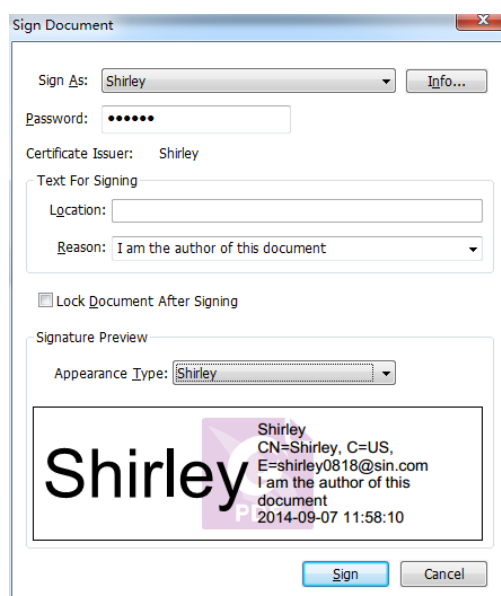 Sign Document
Sign As: Shirley Info...
Password: ••••••
Certificate Issuer: Shirley
Text For Signing
Location:
Reason: I am the author of this document
Lock Document After Signing
Signature Preview
Appearance Type: Shirley
Shirley
Shirley
CN=Shirley, C=US,
E=shirley0818@sin.com
I am the author of this
document
2014-09-07 11:58:10
PDF
Sign Cancel